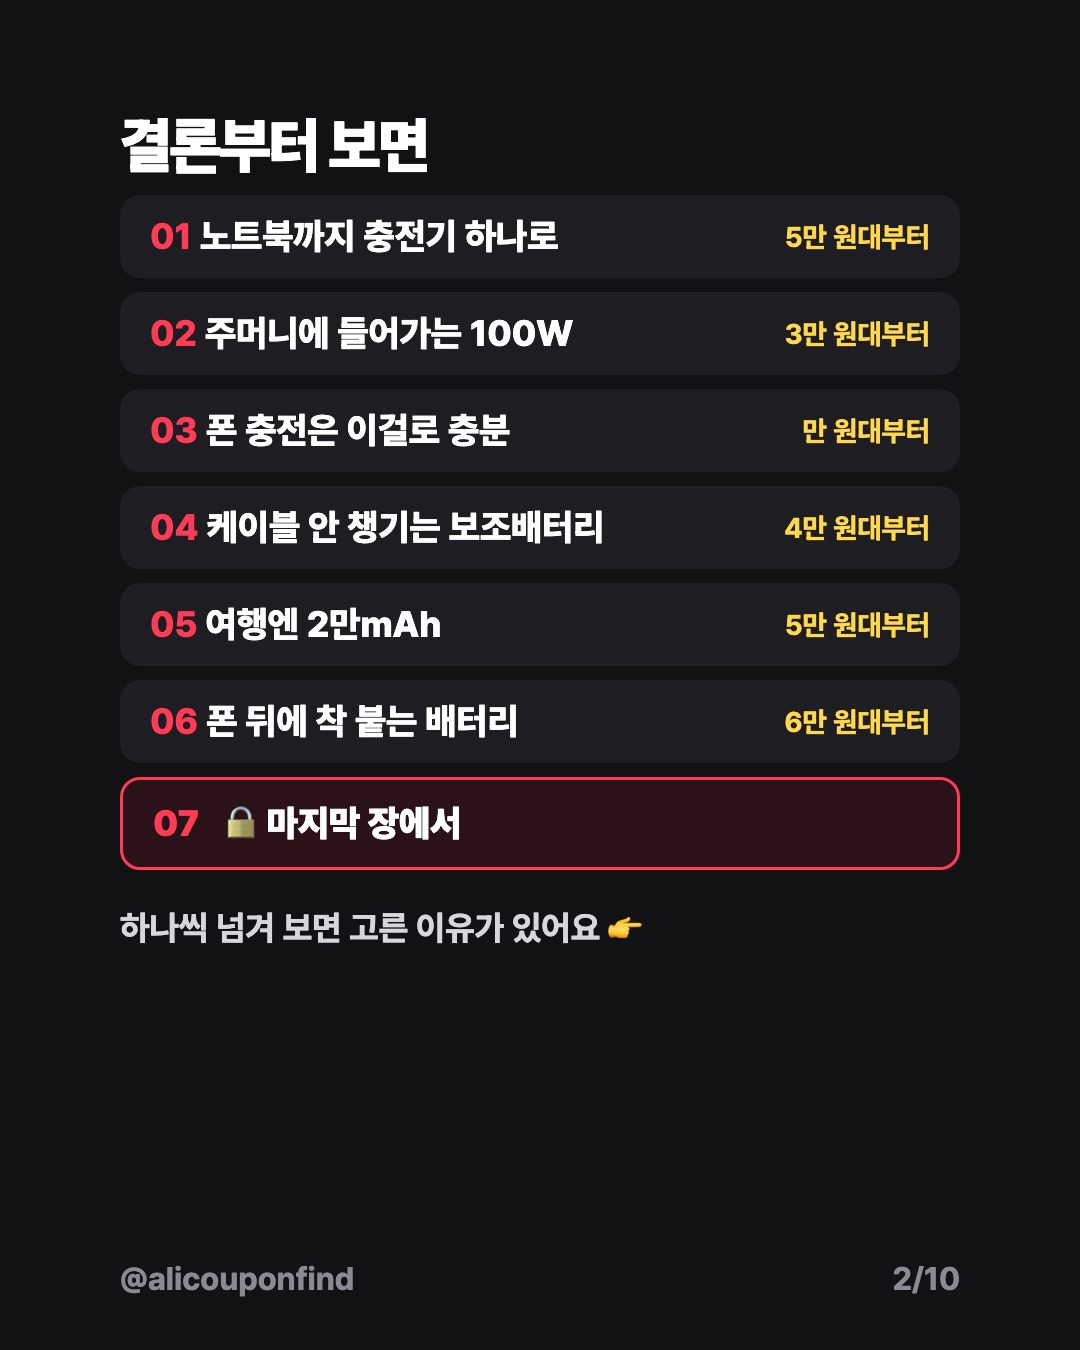 결론부터 보면
01 노트북까지 충전기 하나로 5만 원대부터
02 주머니에 들어가는 100W 3만 원대부터
03 폰 충전은 이걸로 충분 만 원대부터
04 케이블 안 챙기는 보조배터리 4만 원대부터
05 여행엔 2만mAh 5만 원대부터
06 폰 뒤에 착 붙는 배터리 6만 원대부터
07 🔒 마지막 장에서
하나씩 넘겨 보면 고른 이유가 있어요 👉
@alicouponfind 2/10